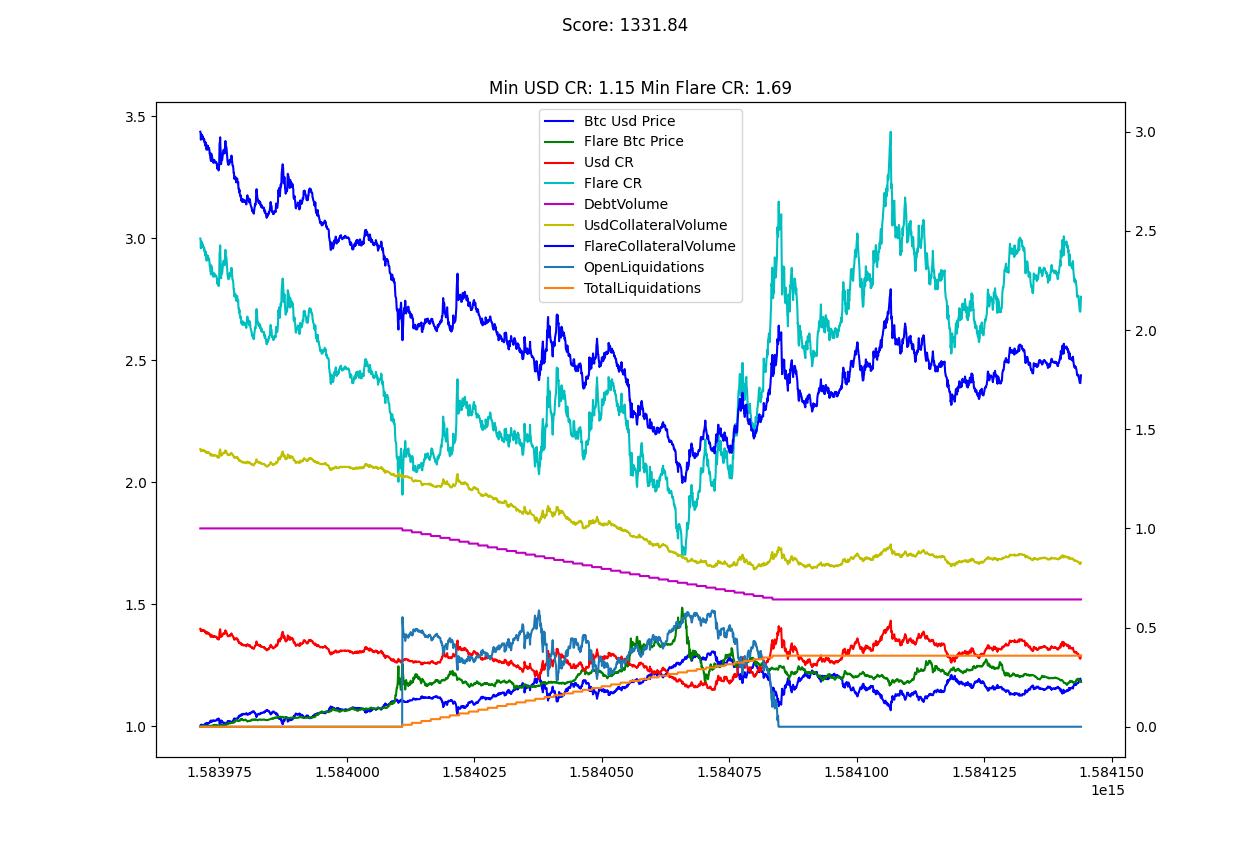 Score: 1331.84
Min USD CR: 1.15 Min Flare CR: 1.69
3.5
3.0
2.5
2.0
1.5
1.0
Btc Usd Price
Flare Btc Price
Usd CR
Flare CR
DebtVolume
UsdCollateralVolume
FlareCollateralVolume
OpenLiquidations
TotalLiquidations
3.0
2.5
2.0
1.5
1.0
0.5
0.0
1.583975 1.584000 1.584025 1.584050 1.584075 1.584100 1.584125 1.584150
1e15